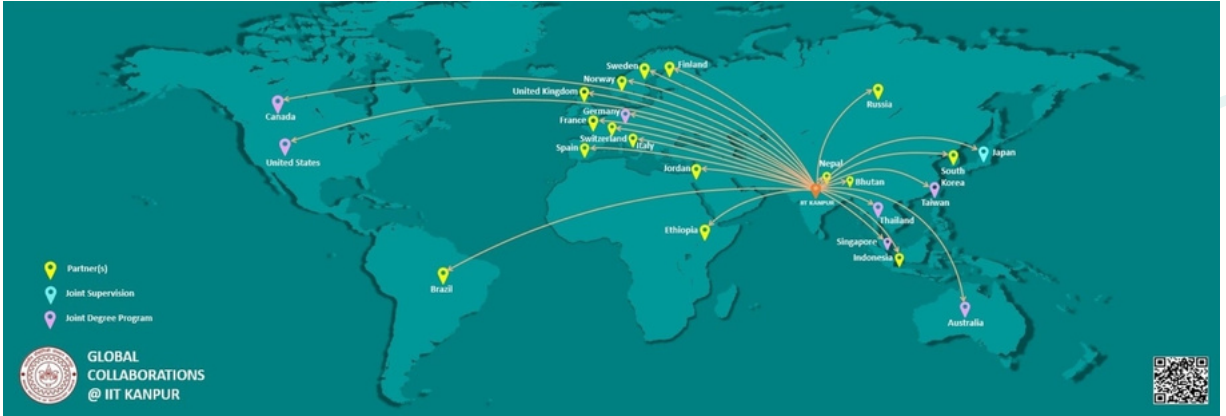 Sweden
Finland
Norway
United Kingdom
Russia
Canada
Germany
France
United States
Switzerland
Italy
Spain
Japan
Nepal
South
Korea
Jordan
Bhutan
IIT KANPUR
Taiwan
Thailand
Ethiopia
Singapore
Indonesia
Partner(s)
Brazil
Joint Supervision
Joint Degree Program
Australia
GLOBAL
COLLABORATIONS
@ IIT KANPUR